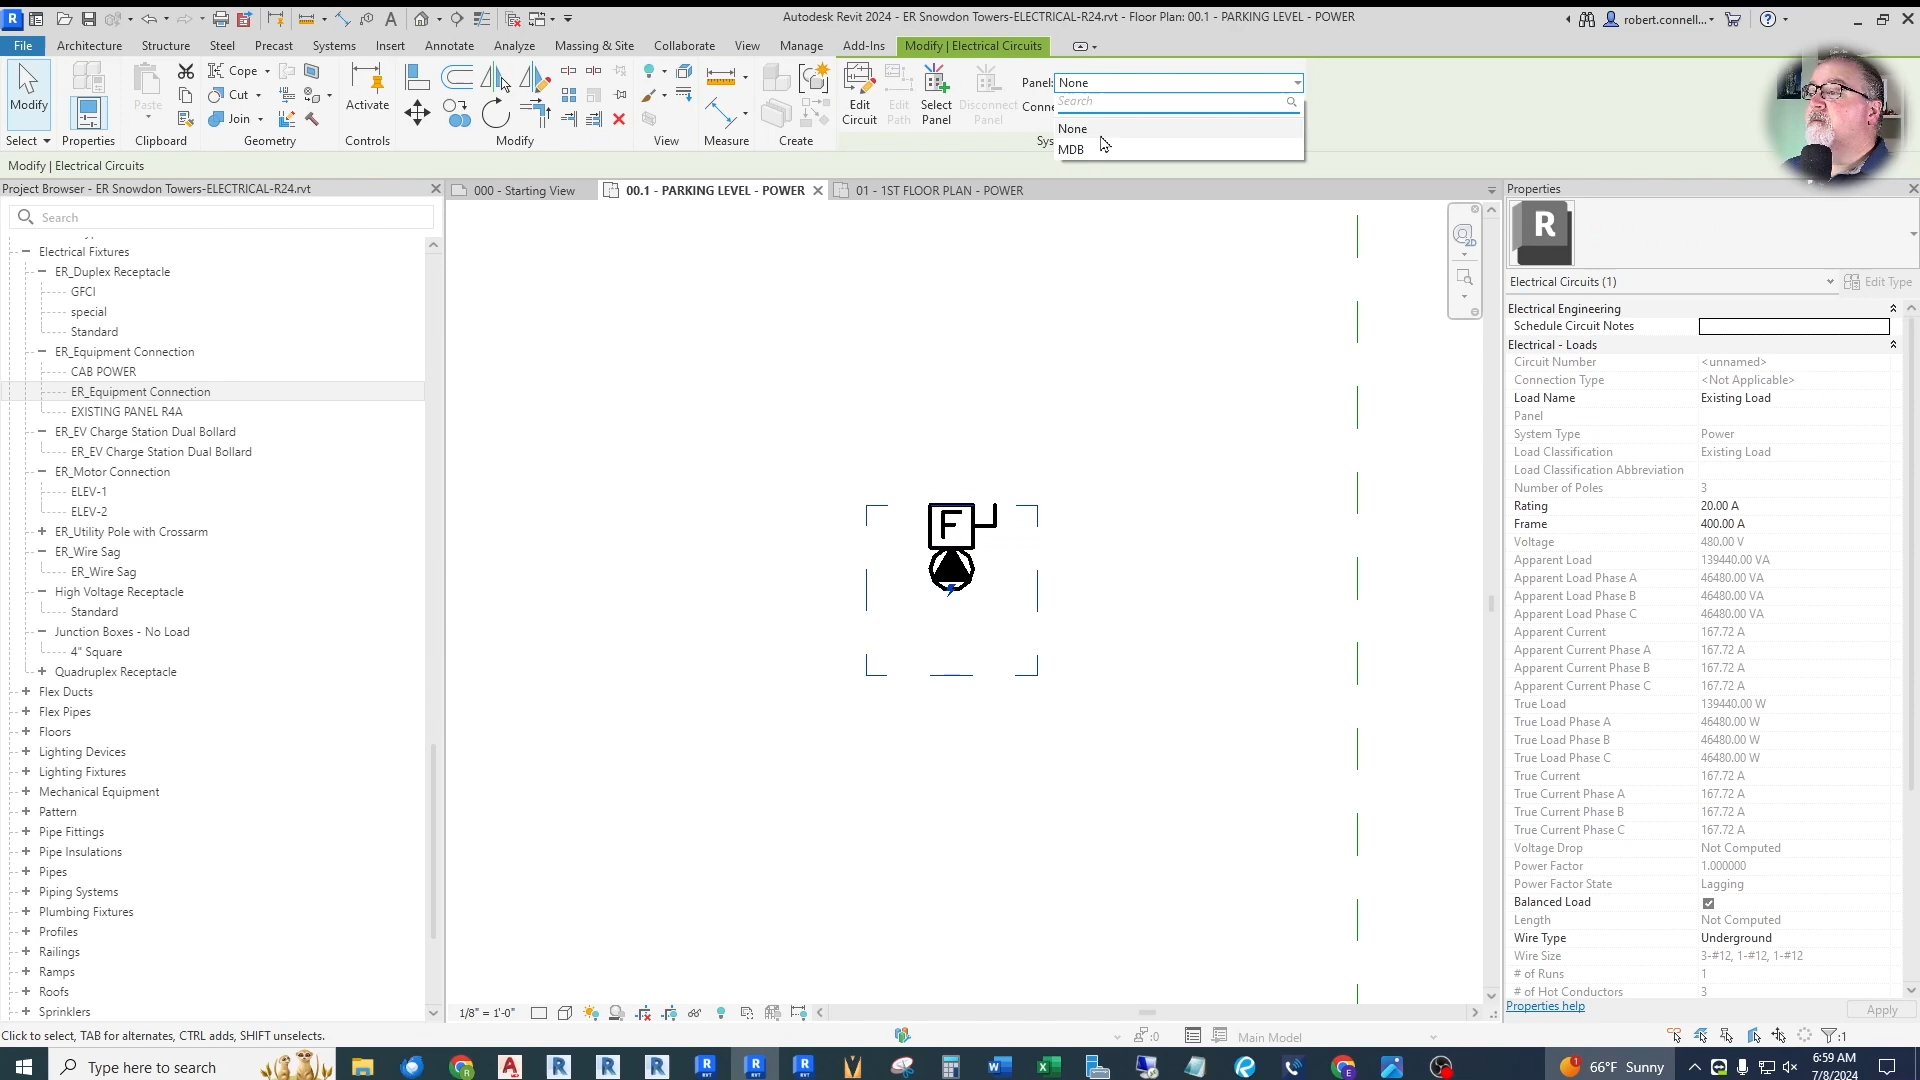 Autodesk Revit 2024 - ER Snowdon Towers-ELECTRICAL-R24.rvt - Floor Plan: 00.1 - PARKING LEVEL - POWER
robert.connell...
File Architecture Structure Steel Precast Systems Insert Annotate Analyze Massing & Site Collaborate View Manage Add-Ins Modify | Electrical Circuits
Modify
Paste
Cope
Cut
Join
Activate
Edit Circuit
Edit Path
Select Panel
Disconnect Panel
Panel: None
Search
None
MDB
Select Properties Clipboard Geometry Controls Modify View Measure Create
Modify | Electrical Circuits
Project Browser - ER Snowdon Towers-ELECTRICAL-R24.rvt
Search
Electrical Fixtures
ER_Duplex Receptacle
GFCI
special
Standard
ER_Equipment Connection
CAB POWER
ER_Equipment Connection
EXISTING PANEL R4A
ER_EV Charge Station Dual Bollard
ER_EV Charge Station Dual Bollard
ER_Motor Connection
ELEV-1
ELEV-2
ER_Utility Pole with Crossarm
ER_Wire Sag
ER_Wire Sag
High Voltage Receptacle
Standard
Junction Boxes - No Load
4" Square
Quadruplex Receptacle
Flex Ducts
Flex Pipes
Floors
Lighting Devices
Lighting Fixtures
Mechanical Equipment
Pattern
Pipe Fittings
Pipe Insulations
Pipes
Piping Systems
Plumbing Fixtures
Profiles
Railings
Ramps
Roofs
Sprinklers
000 - Starting View
00.1 - PARKING LEVEL - POWER
01 - 1ST FLOOR PLAN - POWER
2D
F
1/8" = 1'-0"
Properties
R
Electrical Circuits (1)
Edit Type
Electrical Engineering
Schedule Circuit Notes
Electrical - Loads
Circuit Number <unnamed>
Connection Type <Not Applicable>
Load Name Existing Load
Panel
System Type Power
Load Classification Existing Load
Load Classification Abbreviation
Number of Poles 3
Rating 20.00 A
Frame 400.00 A
Voltage 480.00 V
Apparent Load 139440.00 VA
Apparent Load Phase A 46480.00 VA
Apparent Load Phase B 46480.00 VA
Apparent Load Phase C 46480.00 VA
Apparent Current 167.72 A
Apparent Current Phase A 167.72 A
Apparent Current Phase B 167.72 A
Apparent Current Phase C 167.72 A
True Load 139440.00 W
True Load Phase A 46480.00 W
True Load Phase B 46480.00 W
True Load Phase C 46480.00 W
True Current 167.72 A
True Current Phase A 167.72 A
True Current Phase B 167.72 A
True Current Phase C 167.72 A
Voltage Drop Not Computed
Power Factor 1.000000
Power Factor State Lagging
Balanced Load
Length Not Computed
Wire Type Underground
Wire Size 3-#12, 1-#12, 1-#12
# of Runs 1
# of Hot Conductors 3
Properties help
Apply
Click to select, TAB for alternates, CTRL adds, SHIFT unselects.
:0
Main Model
:1
Type here to search
66°F Sunny
6:59 AM
7/8/2024